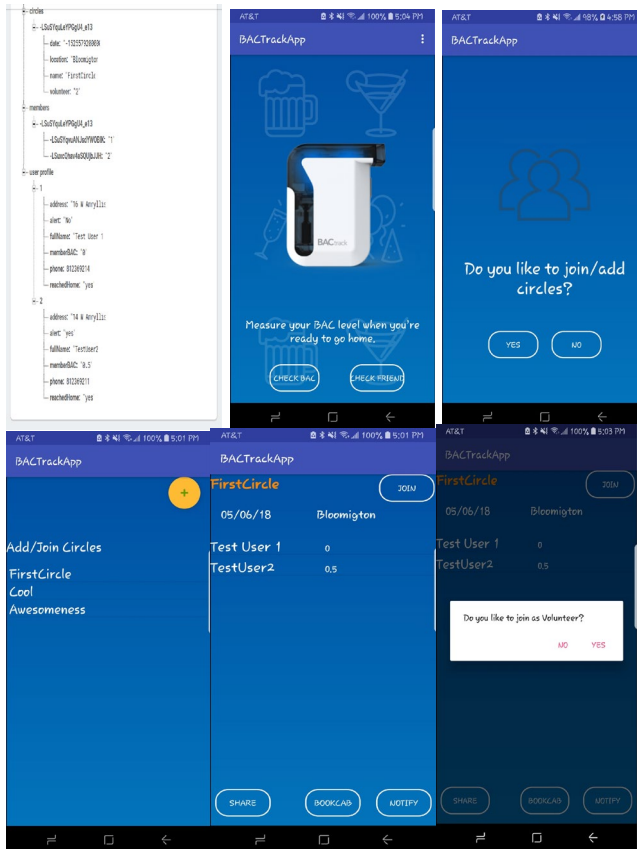 circles
date:
location: "Bloomigton
name: "FirstCircle
volunteer: "2"
members
"1"
"2"
user profile
1
address: "16 W Amryllis
alert: "No"
fullName: "Test User 1
memberBAC: "0"
phone: 812369214
reachedHome: "yes
2
address: "14 W Amryllis
alert: "yes"
fullName: "TestUser2
memberBAC: "0.5"
phone: 812369211
reachedHome: "yes
AT&T 100% 5:04 PM
BACTrackApp
BACtrack
Measure your BAC level when you're
ready to go home.
CHECK BAC CHECK FRIEND
AT&T 98% 4:58 PM
BACTrackApp
Do you like to join/add
circles?
YES NO
AT&T 100% 5:01 PM
BACTrackApp
+
Add/Join Circles
FirstCircle
Cool
Awesomeness
AT&T 100% 5:01 PM
BACTrackApp
FirstCircle JOIN
05/06/18 Bloomigton
Test User 1 0
TestUser2 0.5
SHARE BOOKCAB NOTIFY
AT&T 100% 5:03 PM
BACTrackApp
FirstCircle JOIN
05/06/18 Bloomigton
Test User 1 0
TestUser2 0.5
Do you like to join as Volunteer?
NO YES
SHARE BOOKCAB NOTIFY